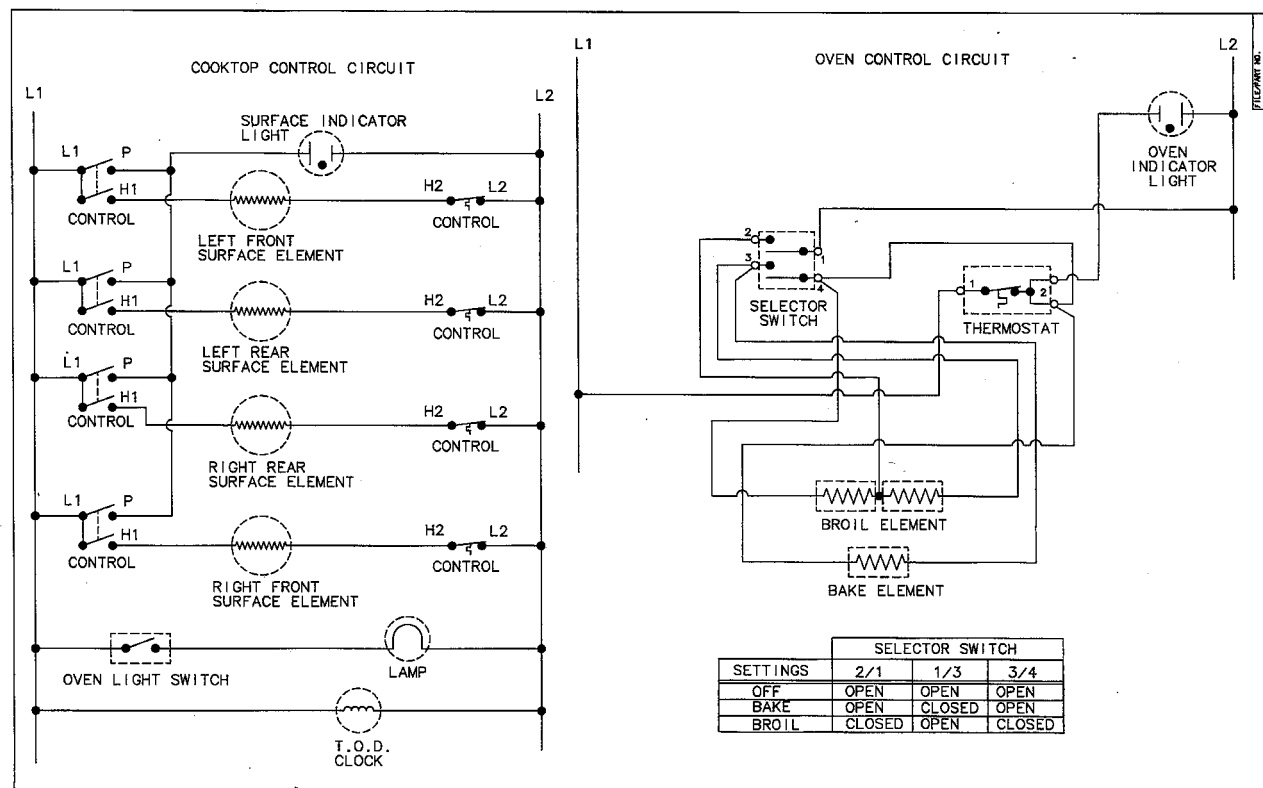 COOKTOP CONTROL CIRCUIT
L1
L2
SURFACE INDICATOR
LIGHT
L1 P
H1
CONTROL
LEFT FRONT
SURFACE ELEMENT
H2 L2
CONTROL
L1 P
H1
CONTROL
LEFT REAR
SURFACE ELEMENT
H2 L2
CONTROL
L1 P
H1
CONTROL
RIGHT REAR
SURFACE ELEMENT
H2 L2
CONTROL
L1 P
H1
CONTROL
RIGHT FRONT
SURFACE ELEMENT
H2 L2
CONTROL
OVEN LIGHT SWITCH
LAMP
T.O.D.
CLOCK
OVEN CONTROL CIRCUIT
L1
L2
FILE/PART NO.
OVEN
INDICATOR
LIGHT
2
1
3
4
SELECTOR
SWITCH
1 2
THERMOSTAT
BROIL ELEMENT
BAKE ELEMENT
SELECTOR SWITCH
SETTINGS 2/1 1/3 3/4
OFF OPEN OPEN OPEN
BAKE OPEN CLOSED OPEN
BROIL CLOSED OPEN CLOSED